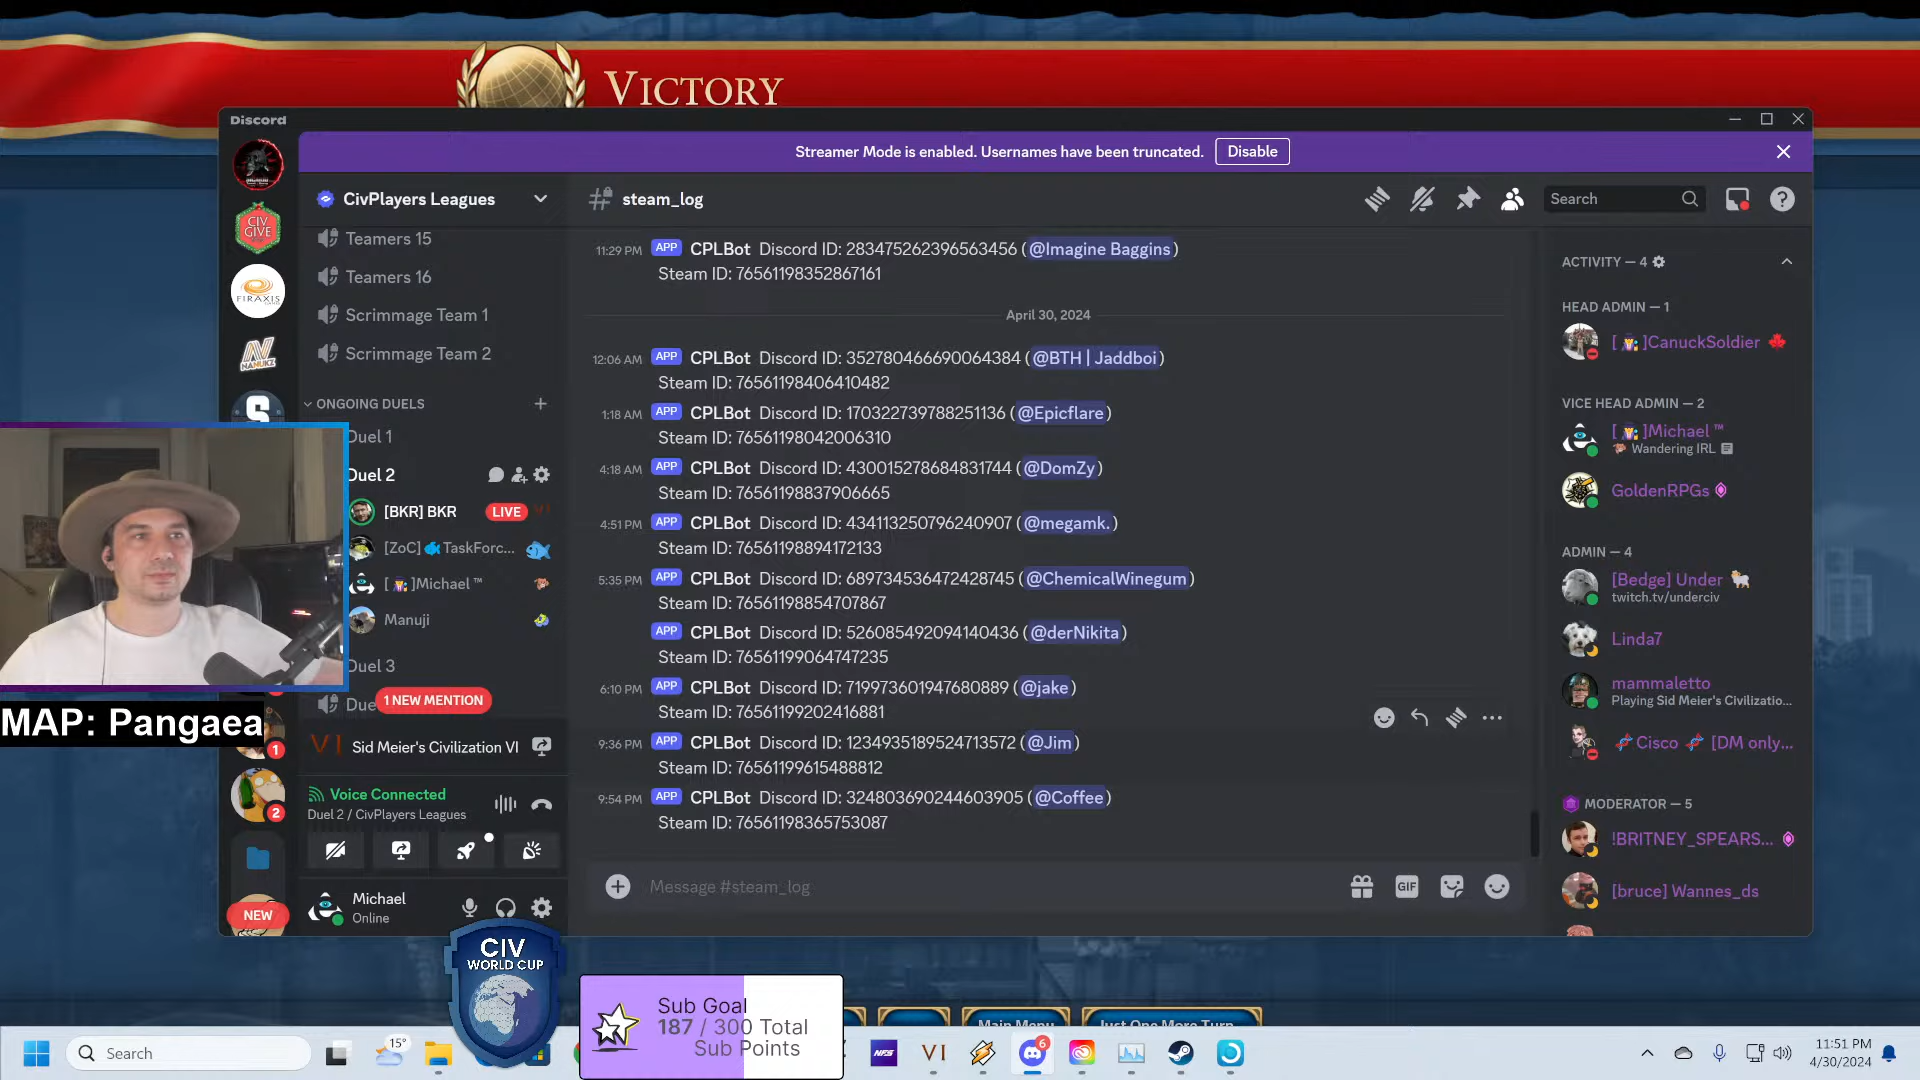 VICTORY
Discord
Streamer Mode is enabled. Usernames have been truncated. Disable
CIV GIVE
FIRAXIS
NANUKE
S
CivPlayers Leagues
Teamers 15
Teamers 16
Scrimmage Team 1
Scrimmage Team 2
ONGOING DUELS
Duel 1
Duel 2
[BKR] BKR LIVE
[ZoC] TaskForc...
[ ]Michael ™
Manuji
Duel 3
Due
1 NEW MENTION
VI Sid Meier's Civilization VI
Voice Connected
Duel 2 / CivPlayers Leagues
Michael
Online
1
2
NEW
steam_log
Search
11:29 PM APP CPLBot Discord ID: 283475262396563456 (@Imagine Baggins)
Steam ID: 76561198352867161
April 30, 2024
12:06 AM APP CPLBot Discord ID: 352780466690064384 (@BTH | Jaddboi)
Steam ID: 76561198406410482
1:18 AM APP CPLBot Discord ID: 170322739788251136 (@Epicflare)
Steam ID: 76561198042006310
4:18 AM APP CPLBot Discord ID: 430015278684831744 (@DomZy)
Steam ID: 76561198837906665
4:51 PM APP CPLBot Discord ID: 434113250796240907 (@megamk.)
Steam ID: 76561198894172133
5:35 PM APP CPLBot Discord ID: 689734536472428745 (@ChemicalWinegum)
Steam ID: 76561198854707867
APP CPLBot Discord ID: 526085492094140436 (@derNikita)
Steam ID: 76561199064747235
6:10 PM APP CPLBot Discord ID: 719973601947680889 (@jake)
Steam ID: 76561199202416881
9:36 PM APP CPLBot Discord ID: 1234935189524713572 (@Jim)
Steam ID: 76561199615488812
9:54 PM APP CPLBot Discord ID: 324803690244603905 (@Coffee)
Steam ID: 76561198365753087
Message #steam_log
GIF
ACTIVITY — 4
HEAD ADMIN — 1
[ ]CanuckSoldier
VICE HEAD ADMIN — 2
[ ]Michael ™
Wandering IRL
GoldenRPGs
ADMIN — 4
[Bedge] Under
twitch.tv/underciv
Linda7
mammaletto
Playing Sid Meier's Civilizatio...
Cisco [DM only...
MODERATOR — 5
!BRITNEY_SPEARS...
[bruce] Wannes_ds
MAP: Pangaea
CIV
WORLD CUP
Sub Goal
187 / 300 Total
Sub Points
Main Menu
Just One More Turn...
Search
15°
NFS
VI
6
11:51 PM
4/30/2024